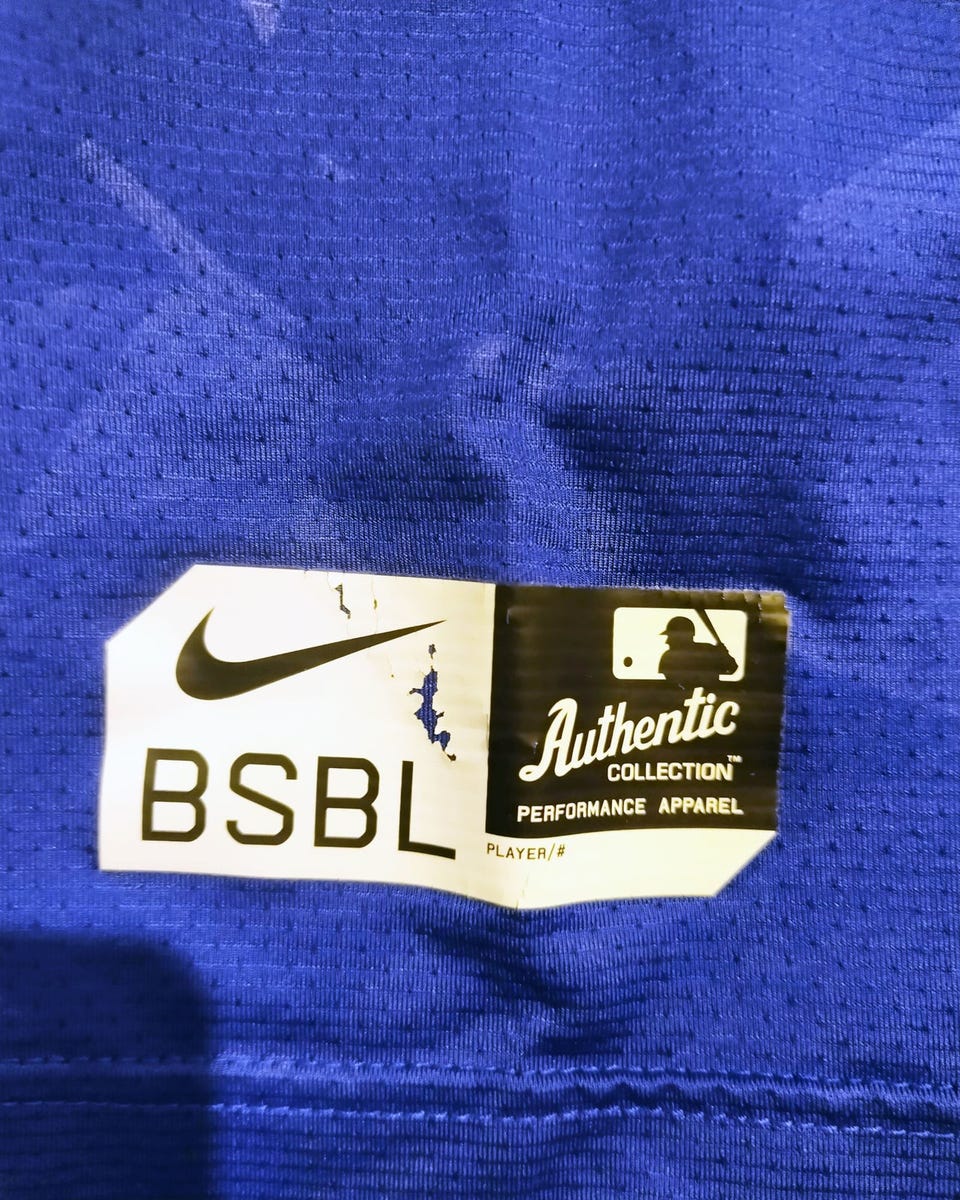 BSBL
Authentic
COLLECTION™
PERFORMANCE APPAREL
PLAYER/#